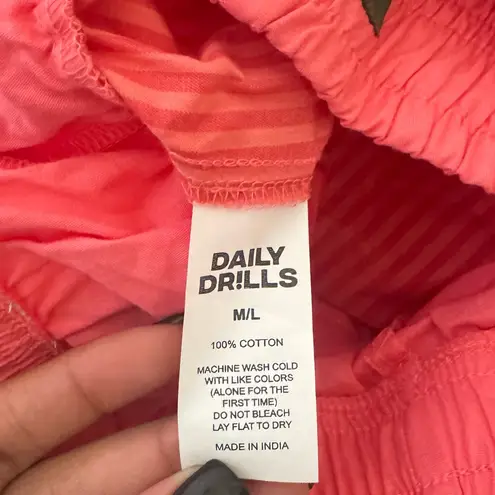 DAILY
DR!LLS
M/L
100% COTTON
MACHINE WASH COLD
WITH LIKE COLORS
(ALONE FOR THE
FIRST TIME)
DO NOT BLEACH
LAY FLAT TO DRY
MADE IN INDIA